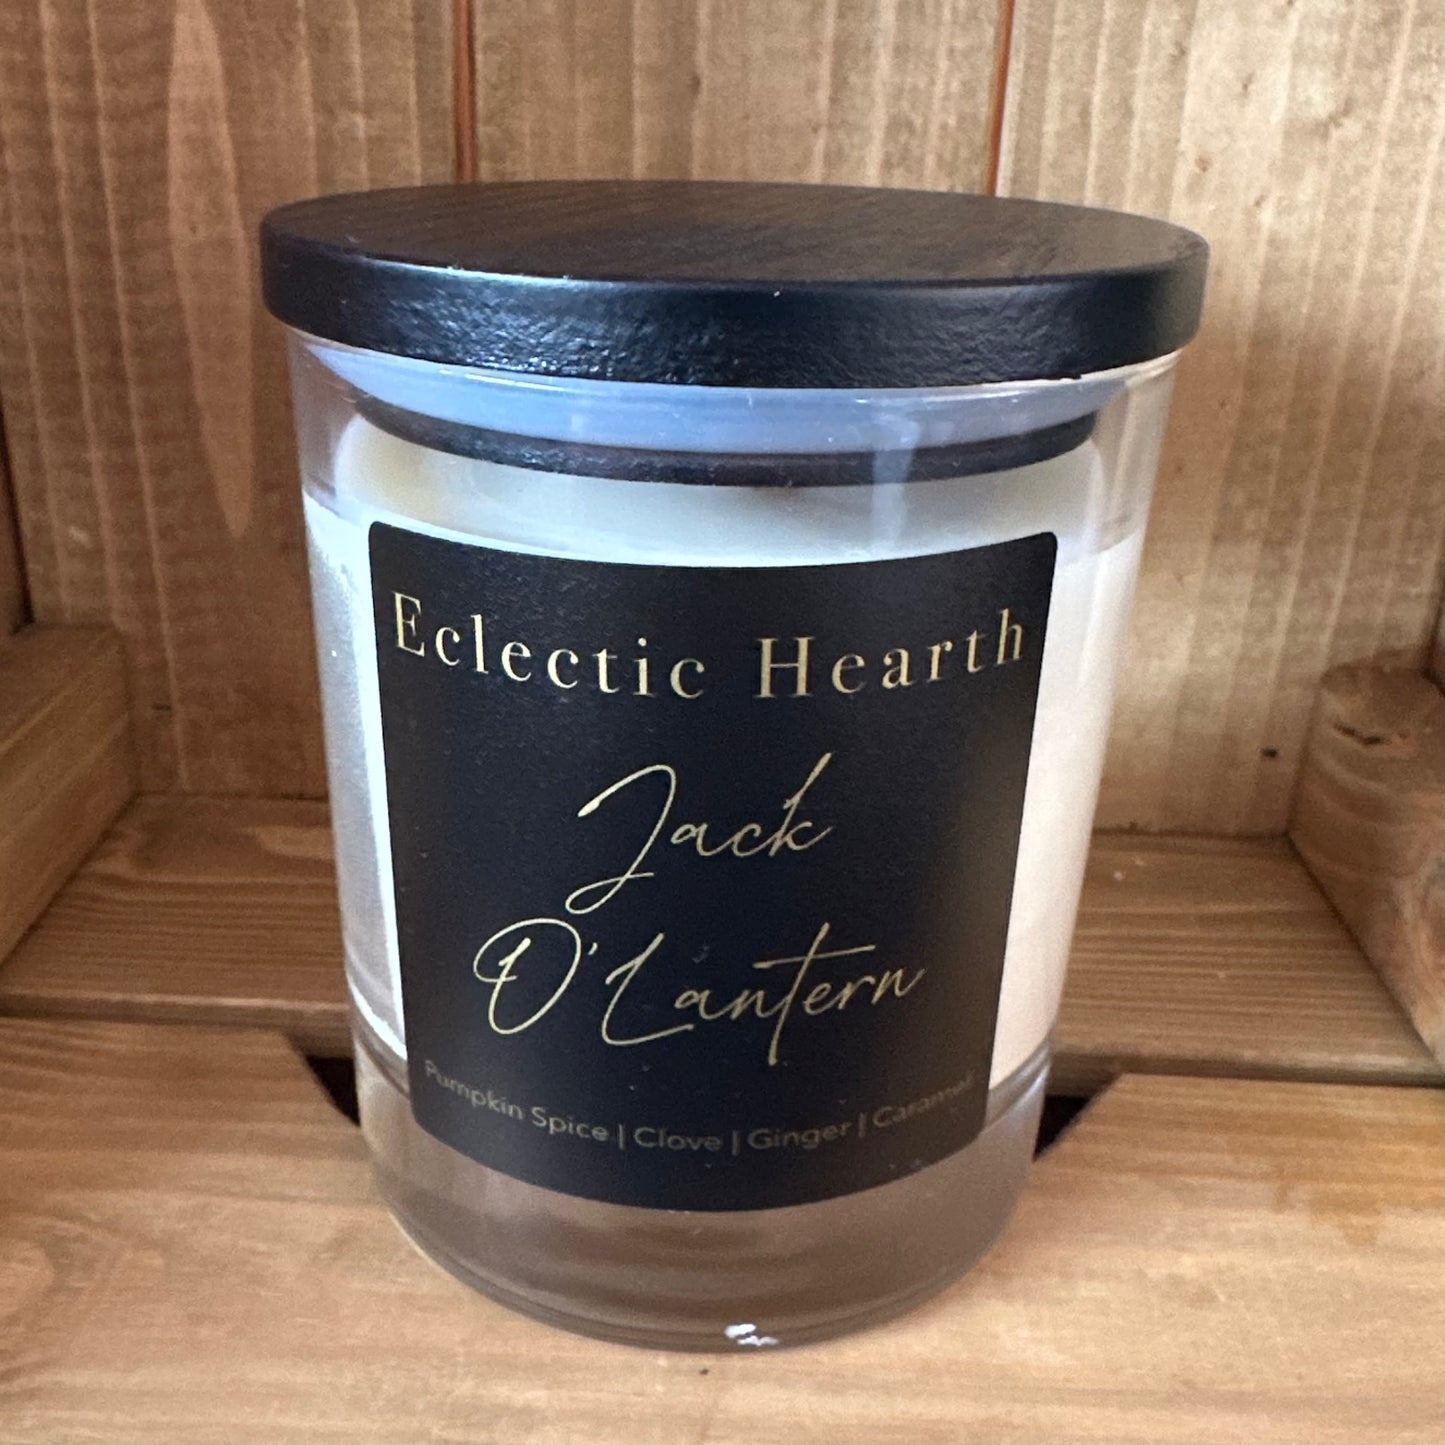 Eclectic Hearth
Jack
O'Lantern
Pumpkin Spice | Clove | Ginger | Caramel